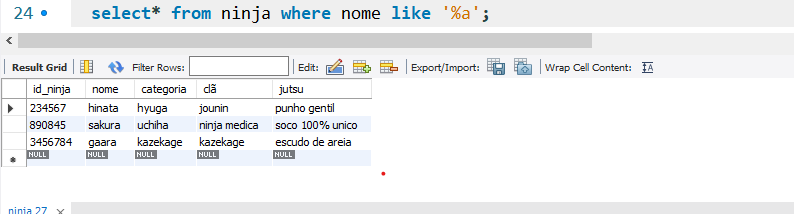 24 select* from ninja where nome like '%a';
Result Grid Filter Rows: Edit: Export/Import: Wrap Cell Content:
id_ninja nome categoria clã jutsu
234567 hinata hyuga jounin punho gentil
890845 sakura uchiha ninja medica soco 100% unico
3456784 gaara kazekage kazekage escudo de areia
NULL NULL NULL NULL NULL
ninja 27